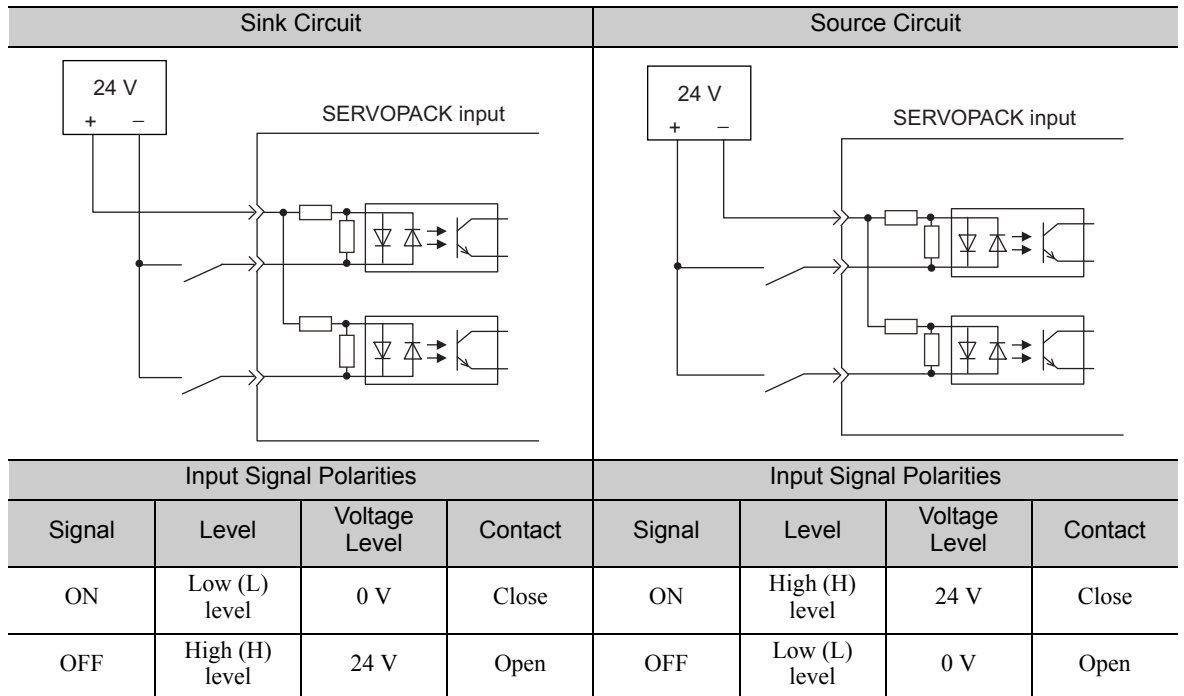 Sink Circuit
Source Circuit
24 V
+ −
SERVOPACK input
24 V
+ −
SERVOPACK input
Input Signal Polarities
Input Signal Polarities
Signal Level Voltage Level Contact Signal Level Voltage Level Contact
ON Low (L) level 0 V Close ON High (H) level 24 V Close
OFF High (H) level 24 V Open OFF Low (L) level 0 V Open